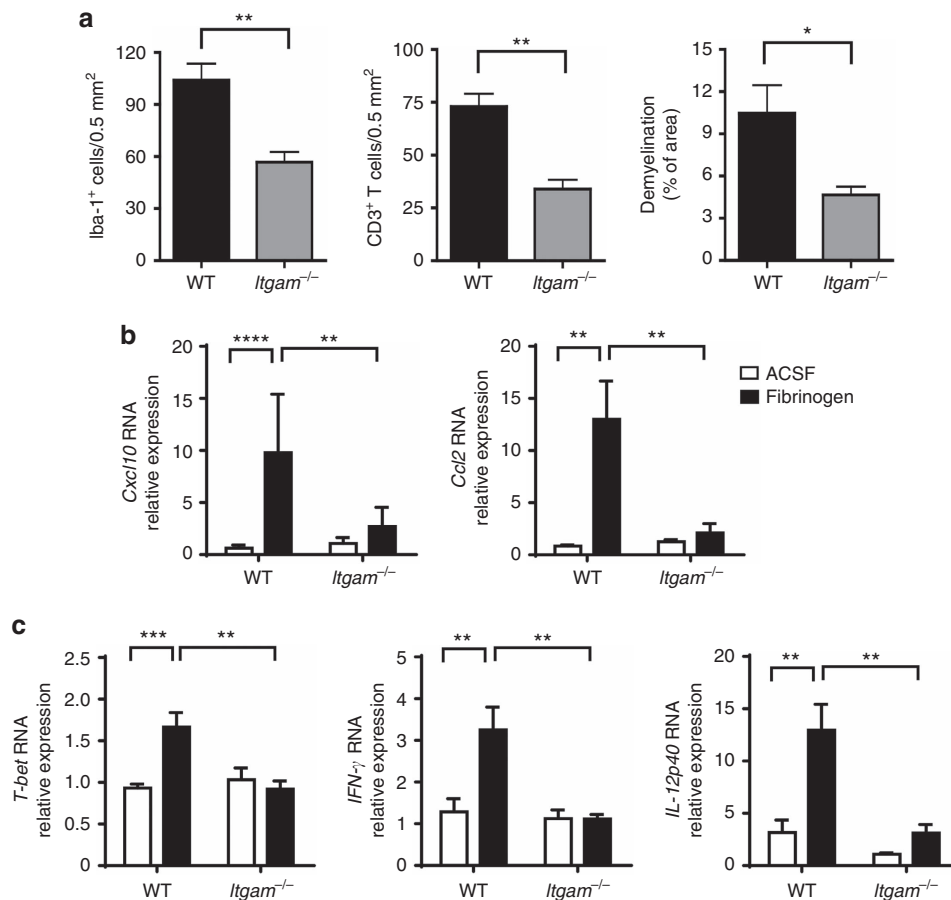 a
**
120
90
60
30
0
Iba-1⁺ cells/0.5 mm²
WT
Itgam⁻/⁻
**
100
75
50
25
0
CD3⁺ T cells/0.5 mm²
WT
Itgam⁻/⁻
*
15
12
9
6
3
0
Demyelination
(% of area)
WT
Itgam⁻/⁻
b
****
**
20
15
10
5
0
Cxcl10 RNA
relative expression
WT
Itgam⁻/⁻
**
**
20
15
10
5
0
Ccl2 RNA
relative expression
WT
Itgam⁻/⁻
ACSF
Fibrinogen
c
***
**
2.5
2.0
1.5
1.0
0.5
0
T-bet RNA
relative expression
WT
Itgam⁻/⁻
**
**
5
4
3
2
1
0
IFN-γ RNA
relative expression
WT
Itgam⁻/⁻
**
**
20
15
10
5
0
IL-12p40 RNA
relative expression
WT
Itgam⁻/⁻